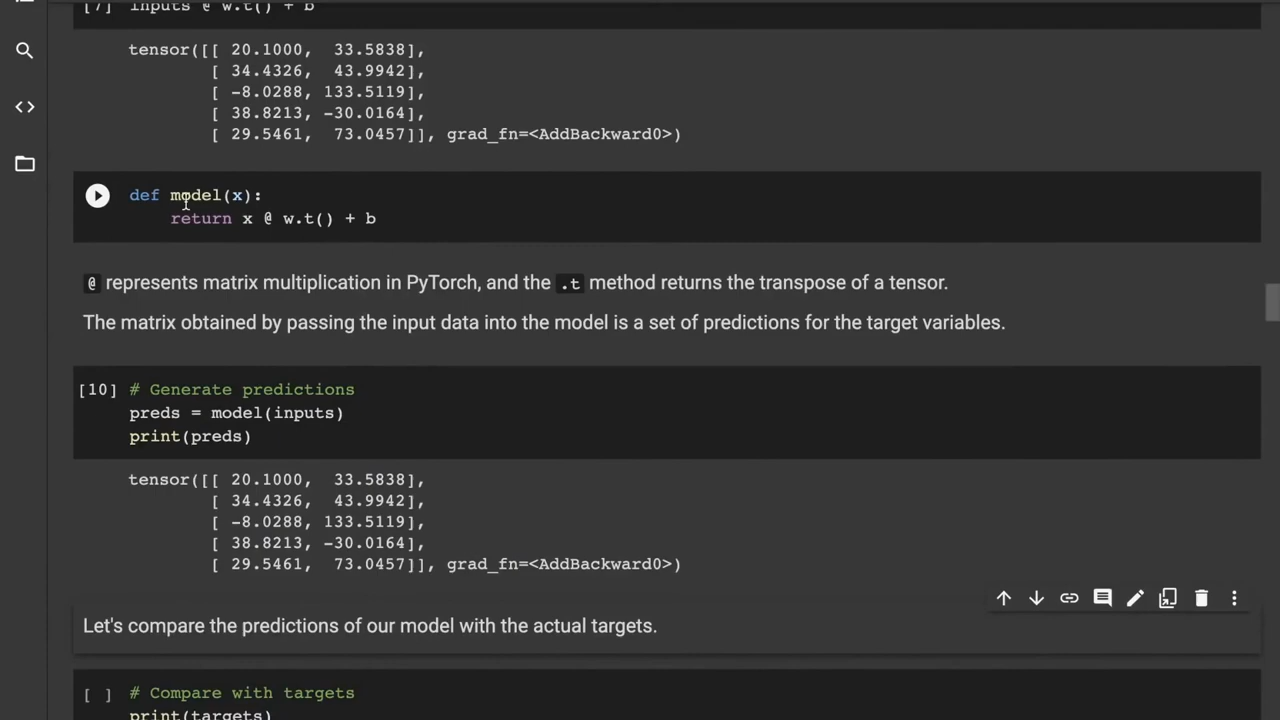 [7] inputs @ w.t() + b
tensor([[ 20.1000,  33.5838],
[ 34.4326,  43.9942],
[ -8.0288, 133.5119],
[ 38.8213, -30.0164],
[ 29.5461,  73.0457]], grad_fn=<AddBackward0>)
def model(x):
return x @ w.t() + b
@ represents matrix multiplication in PyTorch, and the .t method returns the transpose of a tensor.
The matrix obtained by passing the input data into the model is a set of predictions for the target variables.
[10] # Generate predictions
preds = model(inputs)
print(preds)
tensor([[ 20.1000,  33.5838],
[ 34.4326,  43.9942],
[ -8.0288, 133.5119],
[ 38.8213, -30.0164],
[ 29.5461,  73.0457]], grad_fn=<AddBackward0>)
Let's compare the predictions of our model with the actual targets.
[ ] # Compare with targets
print(targets)